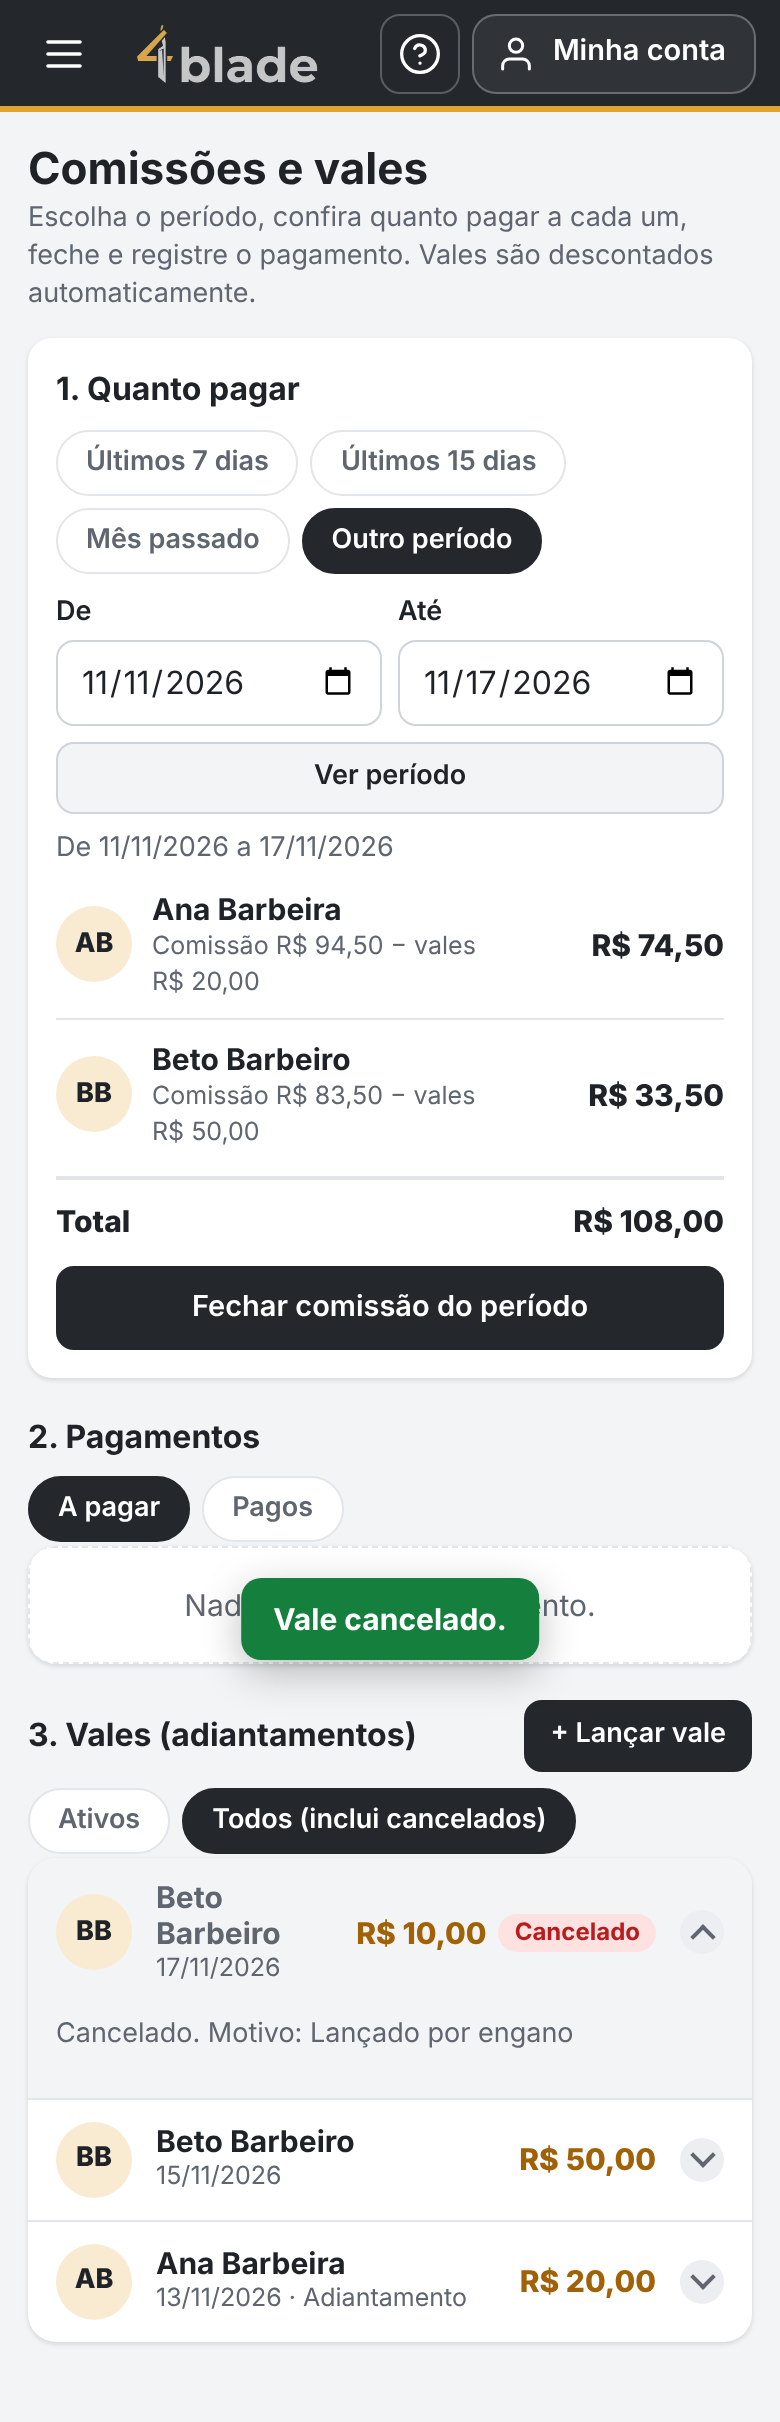 4blade
Minha conta
Comissões e vales
Escolha o período, confira quanto pagar a cada um,
feche e registre o pagamento. Vales são descontados
automaticamente.
1. Quanto pagar
Últimos 7 dias
Últimos 15 dias
Mês passado
Outro período
De
Até
11/11/2026
11/17/2026
Ver período
De 11/11/2026 a 17/11/2026
AB
Ana Barbeira
Comissão R$ 94,50 − vales
R$ 20,00
R$ 74,50
BB
Beto Barbeiro
Comissão R$ 83,50 − vales
R$ 50,00
R$ 33,50
Total
R$ 108,00
Fechar comissão do período
2. Pagamentos
A pagar
Pagos
Vale cancelado.
3. Vales (adiantamentos)
+ Lançar vale
Ativos
Todos (inclui cancelados)
BB
Beto
Barbeiro
17/11/2026
R$ 10,00
Cancelado
Cancelado. Motivo: Lançado por engano
BB
Beto Barbeiro
15/11/2026
R$ 50,00
AB
Ana Barbeira
13/11/2026 · Adiantamento
R$ 20,00